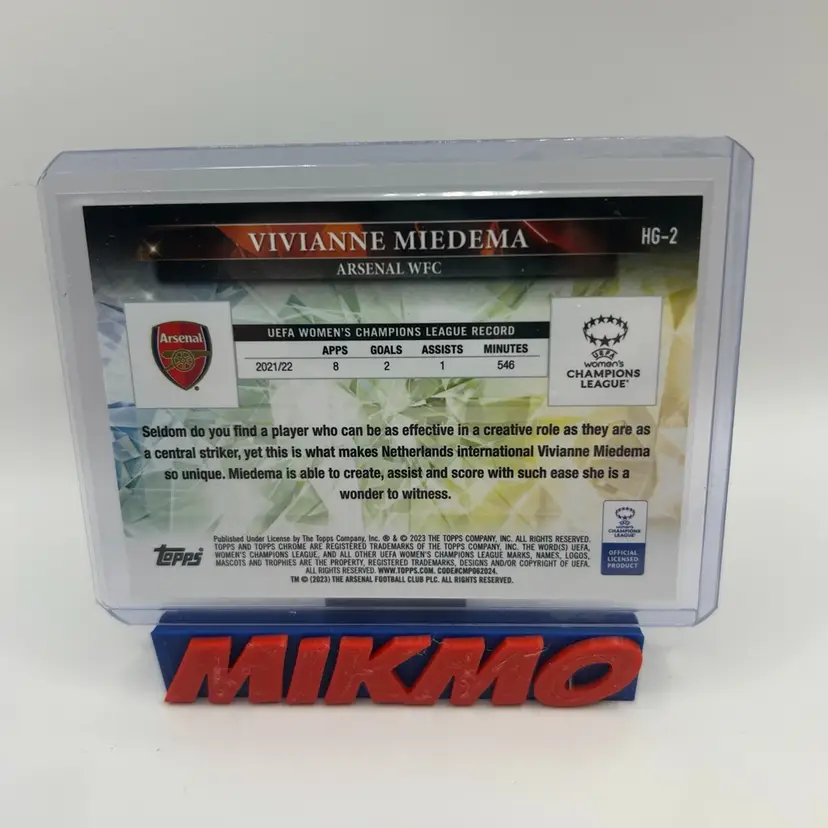 VIVIANNE MIEDEMA
HG-2
ARSENAL WFC
Arsenal
UEFA WOMEN'S CHAMPIONS LEAGUE RECORD
APPS GOALS ASSISTS MINUTES
2021/22 8 2 1 546
UEFA
women's
CHAMPIONS
LEAGUE
Seldom do you find a player who can be as effective in a creative role as they are as
a central striker, yet this is what makes Netherlands international Vivianne Miedema
so unique. Miedema is able to create, assist and score with such ease she is a
wonder to witness.
topps
Published Under License by The Topps Company, Inc. ® & © 2023 THE TOPPS COMPANY, INC. ALL RIGHTS RESERVED.
TOPPS AND TOPPS CHROME ARE REGISTERED TRADEMARKS OF THE TOPPS COMPANY, INC. THE WORD(S) UEFA,
WOMEN'S CHAMPIONS LEAGUE, AND ALL OTHER UEFA WOMEN'S CHAMPIONS LEAGUE MARKS, NAMES, LOGOS,
MASCOTS AND TROPHIES ARE THE PROPERTY, REGISTERED TRADEMARKS, DESIGNS AND/OR COPYRIGHT OF UEFA.
ALL RIGHTS RESERVED. WWW.TOPPS.COM. CODE#CMP062024.
TM © (2023) THE ARSENAL FOOTBALL CLUB PLC. ALL RIGHTS RESERVED.
women's
CHAMPIONS
LEAGUE
OFFICIAL
LICENSED
PRODUCT
MIKMO